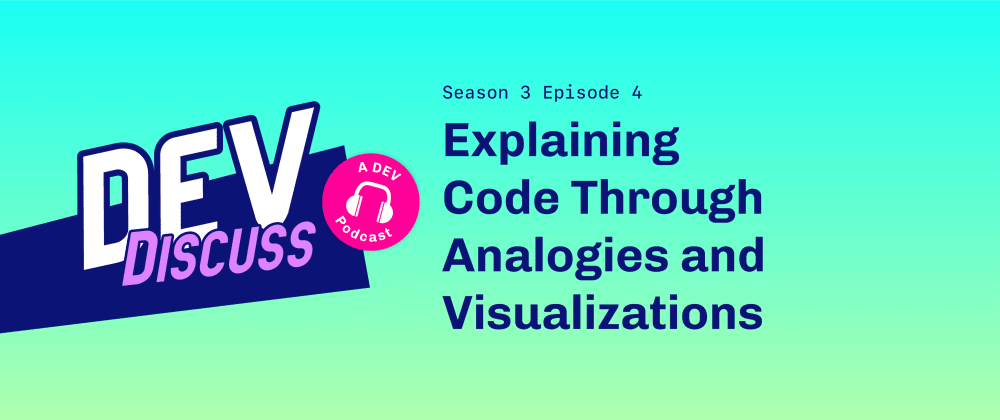 DEV
DISCUSS
A DEV
Podcast
Season 3 Episode 4
Explaining
Code Through
Analogies and
Visualizations